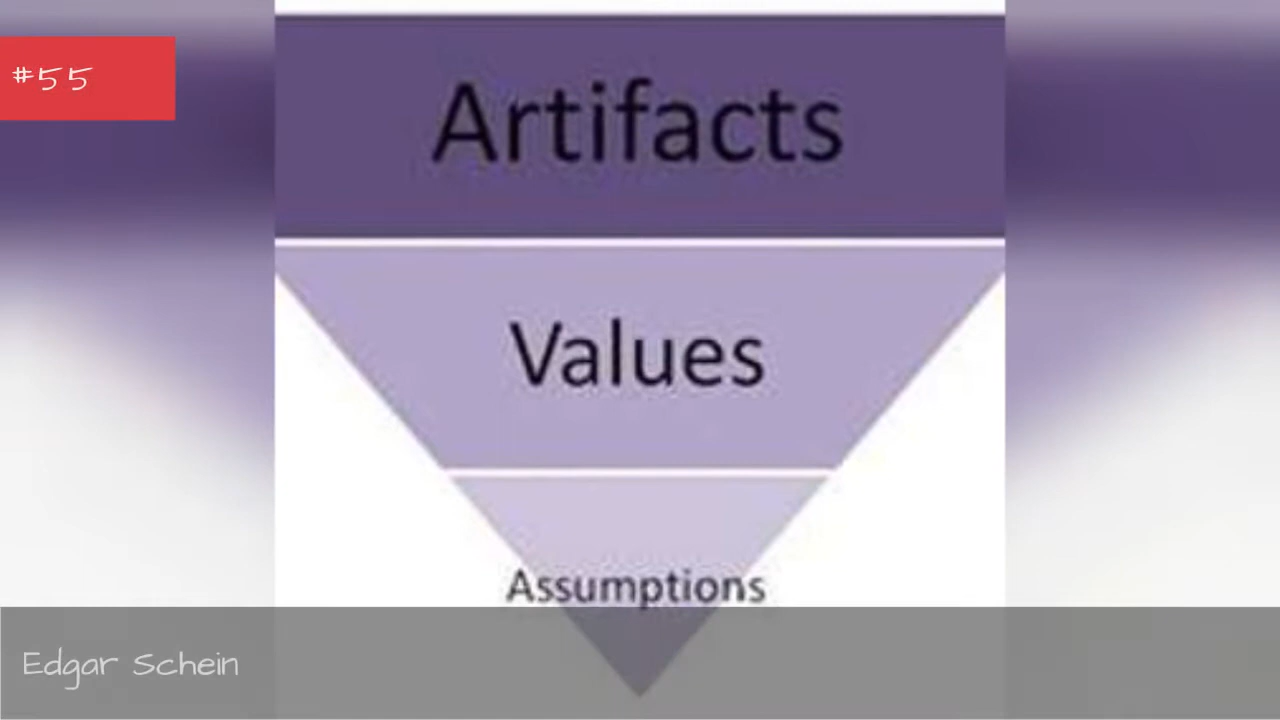 #55
Artifacts
Values
Assumptions
Edgar Schein